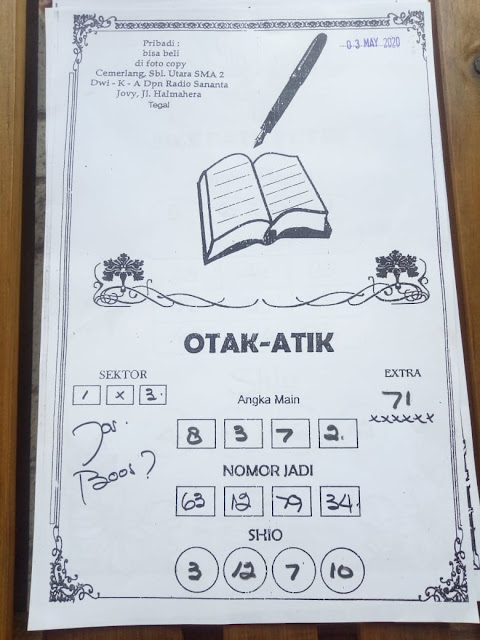 Pribadi :
bisa beli
di foto copy
Cemerlang, Sbl. Utara SMA 2
Dwi - K - A Dpn Radio Sananta
Jovy, Jl. Halmahera
Tegal
03 MAY 2020
OTAK-ATIK
SEKTOR
1 x 3.
Angka Main
8 3 7 2.
EXTRA
71
xxxxxx
Jos.
Boos?
NOMOR JADI
63 12 79 34.
SHIO
3 12 7 10